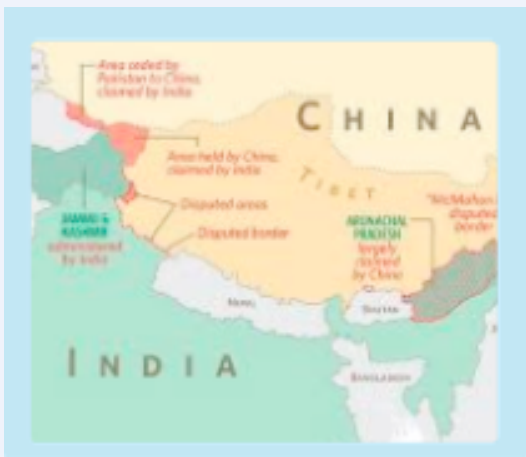 Area ceded by
Pakistan to China,
claimed by India
CHINA
Area held by China,
claimed by India
TIBET
"McMahon
disputed
border
Disputed areas
JAMMU &
KASHMIR
administered
by India
ARUNACHAL
PRADESH
largely
claimed
by China
Disputed border
NEPAL
BHUTAN
INDIA
BANGLADESH